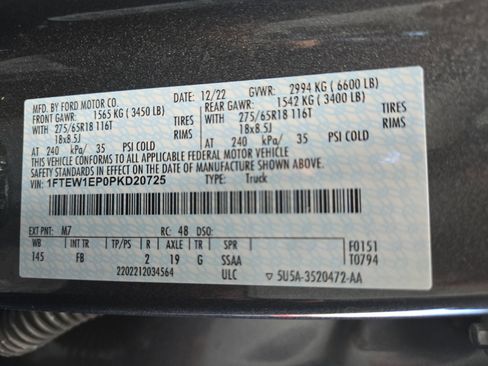 MFD. BY FORD MOTOR CO. DATE: 12/22 GVWR: 2994 KG (6600 LB)
FRONT GAWR: 1565 KG (3450 LB) REAR GAWR: 1542 KG (3400 LB)
WITH 275/65R18 116T TIRES WITH 275/65R18 116T TIRES
18x8.5J RIMS 18x8.5J RIMS
AT 240 kPa/ 35 PSI COLD AT 240 kPa/ 35 PSI COLD
THIS VEHICLE CONFORMS TO ALL APPLICABLE FEDERAL MOTOR VEHICLE
SAFETY STANDARDS IN EFFECT ON THE DATE OF MANUFACTURE SHOWN ABOVE.
VIN: 1FTEW1EP0PKD20725 TYPE: Truck
EXT PNT: M7 RC: 48 DSO:
WB INT TR TP/PS R AXLE TR SPR F0151
145 FB 2 19 G SSAA T0794
2202212034564 ULC ▽ 5U5A-3520472-AA